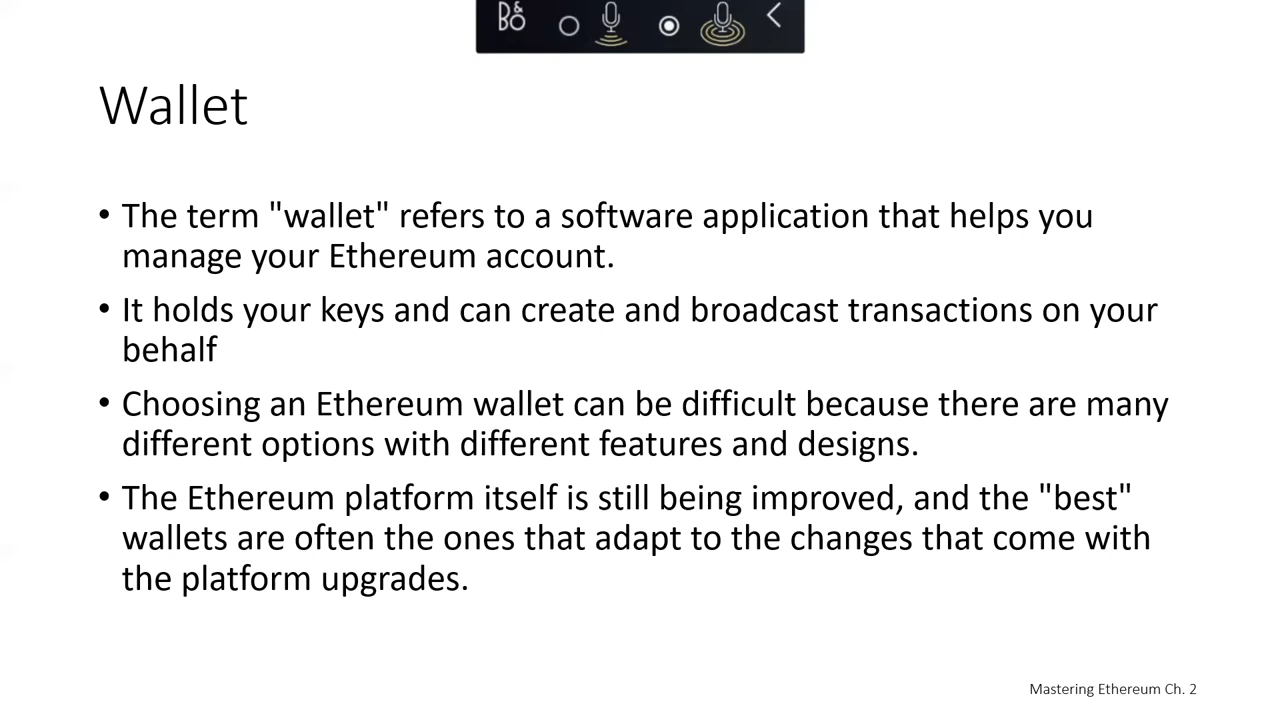 B&O
Wallet
• The term "wallet" refers to a software application that helps you
manage your Ethereum account.
• It holds your keys and can create and broadcast transactions on your
behalf
• Choosing an Ethereum wallet can be difficult because there are many
different options with different features and designs.
• The Ethereum platform itself is still being improved, and the "best"
wallets are often the ones that adapt to the changes that come with
the platform upgrades.
Mastering Ethereum Ch. 2